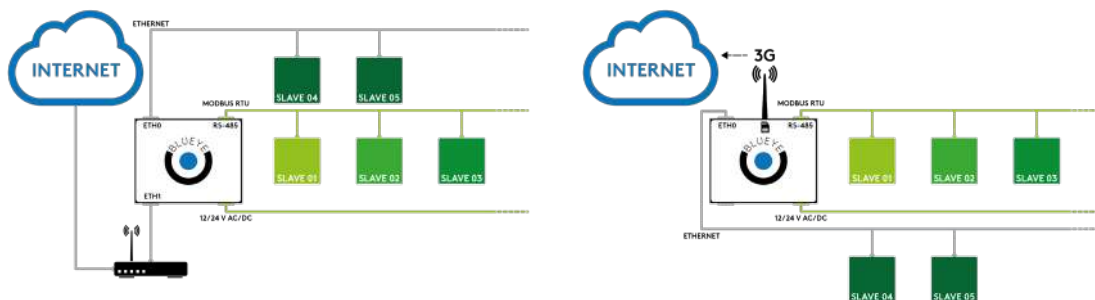 ETHERNET
INTERNET
SLAVE 04
SLAVE 05
MODBUS RTU
ETH0
RS-485
BLUEYE
SLAVE 01
SLAVE 02
SLAVE 03
ETH1
12/24 V AC/DC
3G
INTERNET
MODBUS RTU
ETH0
RS-485
BLUEYE
SLAVE 01
SLAVE 02
SLAVE 03
12/24 V AC/DC
ETHERNET
SLAVE 04
SLAVE 05